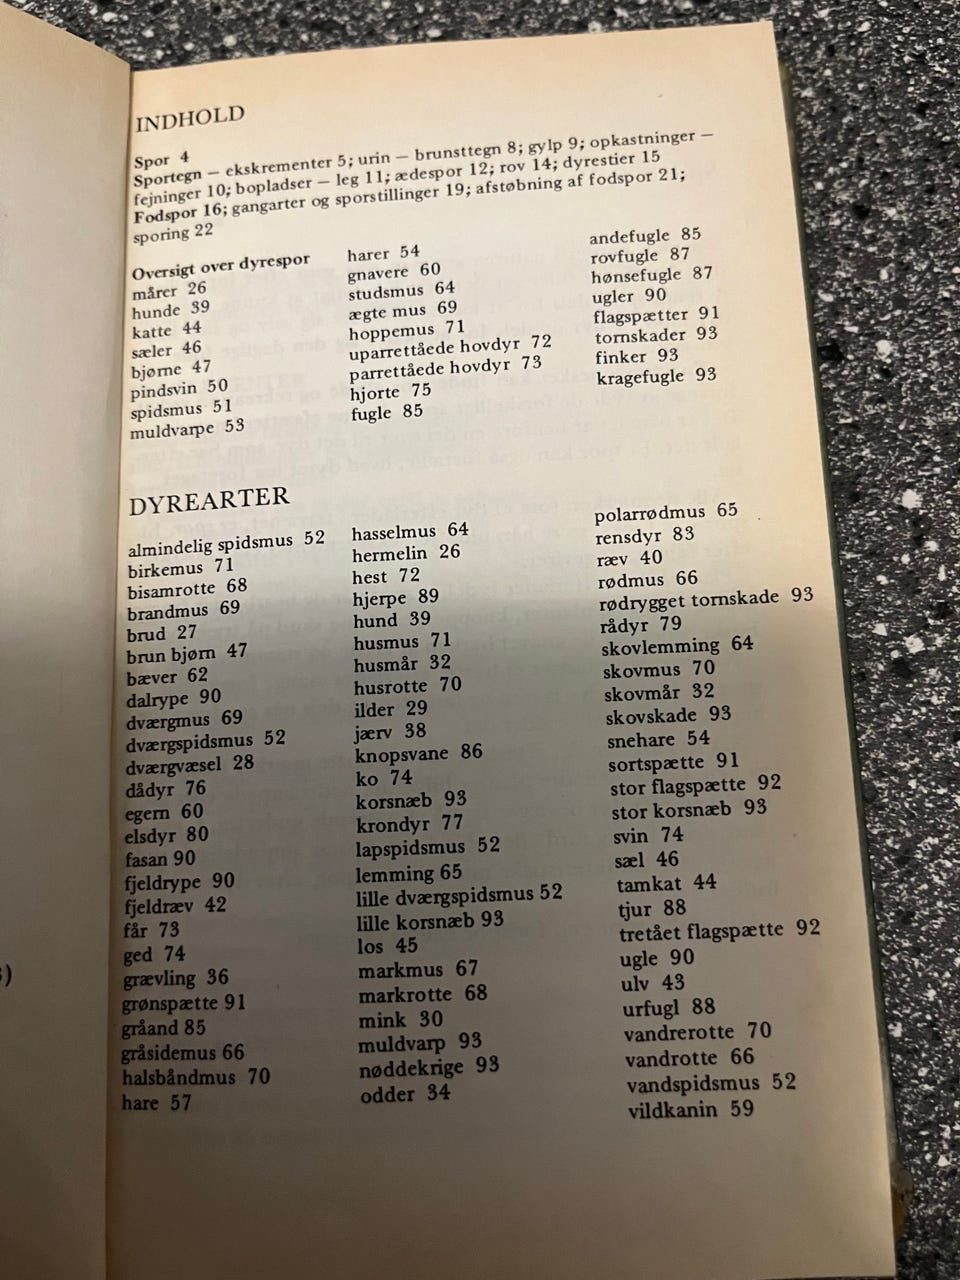 INDHOLD
Spor 4
Sportegn – ekskrementer 5; urin – brunsttegn 8; gylp 9; opkastninger –
fejninger 10; bopladser – leg 11; ædespor 12; rov 14; dyrestier 15
Fodspor 16; gangarter og sporstillinger 19; afstøbning af fodspor 21;
sporing 22
Oversigt over dyrespor
mårer 26
hunde 39
katte 44
sæler 46
bjørne 47
pindsvin 50
spidsmus 51
muldvarpe 53
harer 54
gnavere 60
studsmus 64
ægte mus 69
hoppemus 71
uparrettåede hovdyr 72
parrettåede hovdyr 73
hjorte 75
fugle 85
andefugle 85
rovfugle 87
hønsefugle 87
ugler 90
flagspætter 91
tornskader 93
finker 93
kragefugle 93
DYREARTER
almindelig spidsmus 52
birkemus 71
bisamrotte 68
brandmus 69
brud 27
brun bjørn 47
bæver 62
dalrype 90
dværgmus 69
dværgspidsmus 52
dværgvæsel 28
dådyr 76
egern 60
elsdyr 80
fasan 90
fjeldrype 90
fjeldræv 42
får 73
ged 74
grævling 36
grønspætte 91
gråand 85
gråsidemus 66
halsbåndmus 70
hare 57
hasselmus 64
hermelin 26
hest 72
hjerpe 89
hund 39
husmus 71
husmår 32
husrotte 70
ilder 29
jærv 38
knopsvane 86
ko 74
korsnæb 93
krondyr 77
lapspidsmus 52
lemming 65
lille dværgspidsmus 52
lille korsnæb 93
los 45
markmus 67
markrotte 68
mink 30
muldvarp 93
nøddekrige 93
odder 34
polarrødmus 65
rensdyr 83
ræv 40
rødmus 66
rødrygget tornskade 93
rådyr 79
skovlemming 64
skovmus 70
skovmår 32
skovskade 93
snehare 54
sortspætte 91
stor flagspætte 92
stor korsnæb 93
svin 74
sæl 46
tamkat 44
tjur 88
tretået flagspætte 92
ugle 90
ulv 43
urfugl 88
vandrerotte 70
vandrotte 66
vandspidsmus 52
vildkanin 59